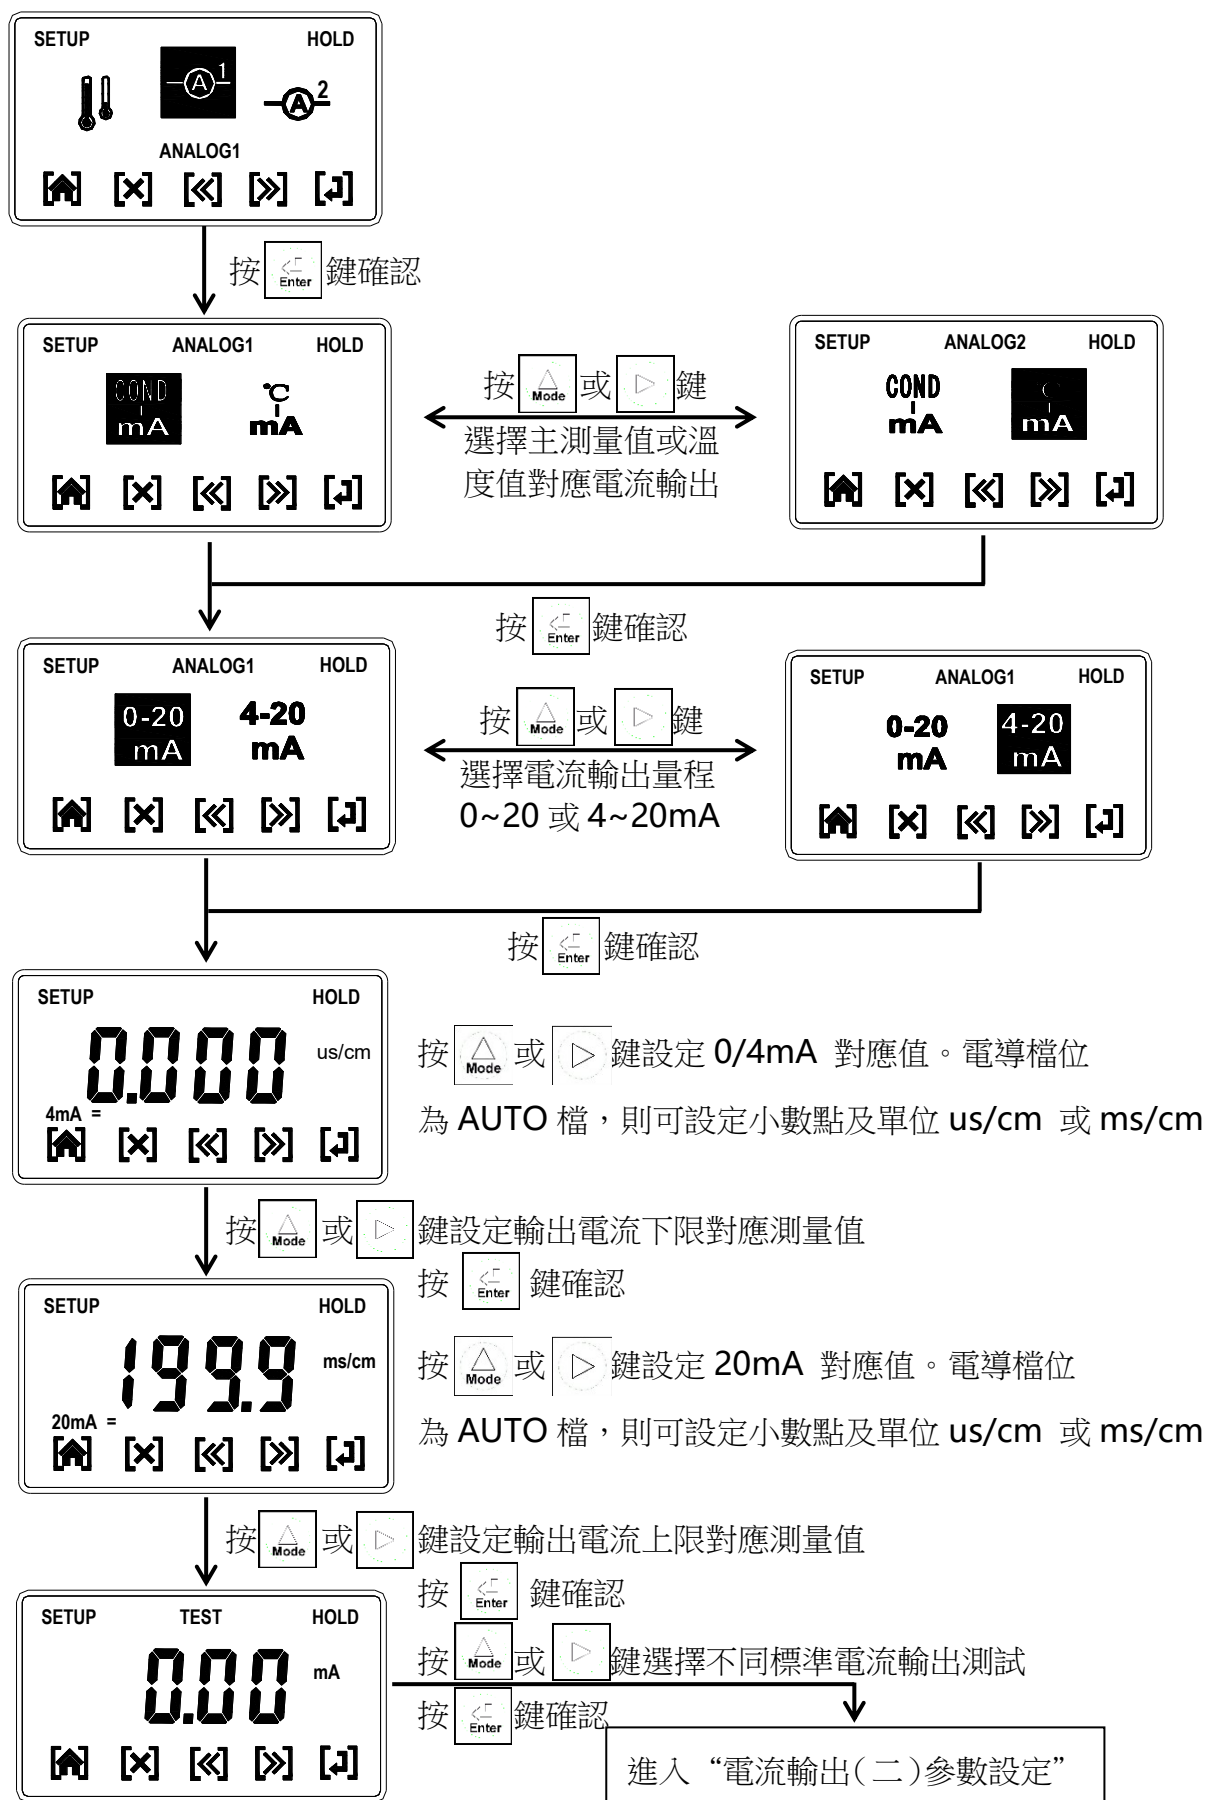 SETUP HOLD
1
A
A 2
ANALOG1
按 Enter 鍵確認
SETUP ANALOG1 HOLD
COND °C
mA mA
按 Mode 或 鍵
選擇主測量值或溫
度值對應電流輸出
SETUP ANALOG2 HOLD
COND C
mA mA
按 Enter 鍵確認
SETUP ANALOG1 HOLD
0-20 4-20
mA mA
按 Mode 或 鍵
選擇電流輸出量程
0~20 或 4~20mA
SETUP ANALOG1 HOLD
0-20 4-20
mA mA
按 Enter 鍵確認
SETUP HOLD
0.000 us/cm
4mA =
按 Mode 或 鍵設定 0/4mA 對應值。電導檔位
為 AUTO 檔，則可設定小數點及單位 us/cm 或 ms/cm
按 Mode 或 鍵設定輸出電流下限對應測量值
按 Enter 鍵確認
SETUP HOLD
199.9 ms/cm
20mA =
按 Mode 或 鍵設定 20mA 對應值。電導檔位
為 AUTO 檔，則可設定小數點及單位 us/cm 或 ms/cm
按 Mode 或 鍵設定輸出電流上限對應測量值
按 Enter 鍵確認
SETUP TEST HOLD
0.00 mA
按 Mode 或 鍵選擇不同標準電流輸出測試
按 Enter 鍵確認
進入“電流輸出(二)參數設定”